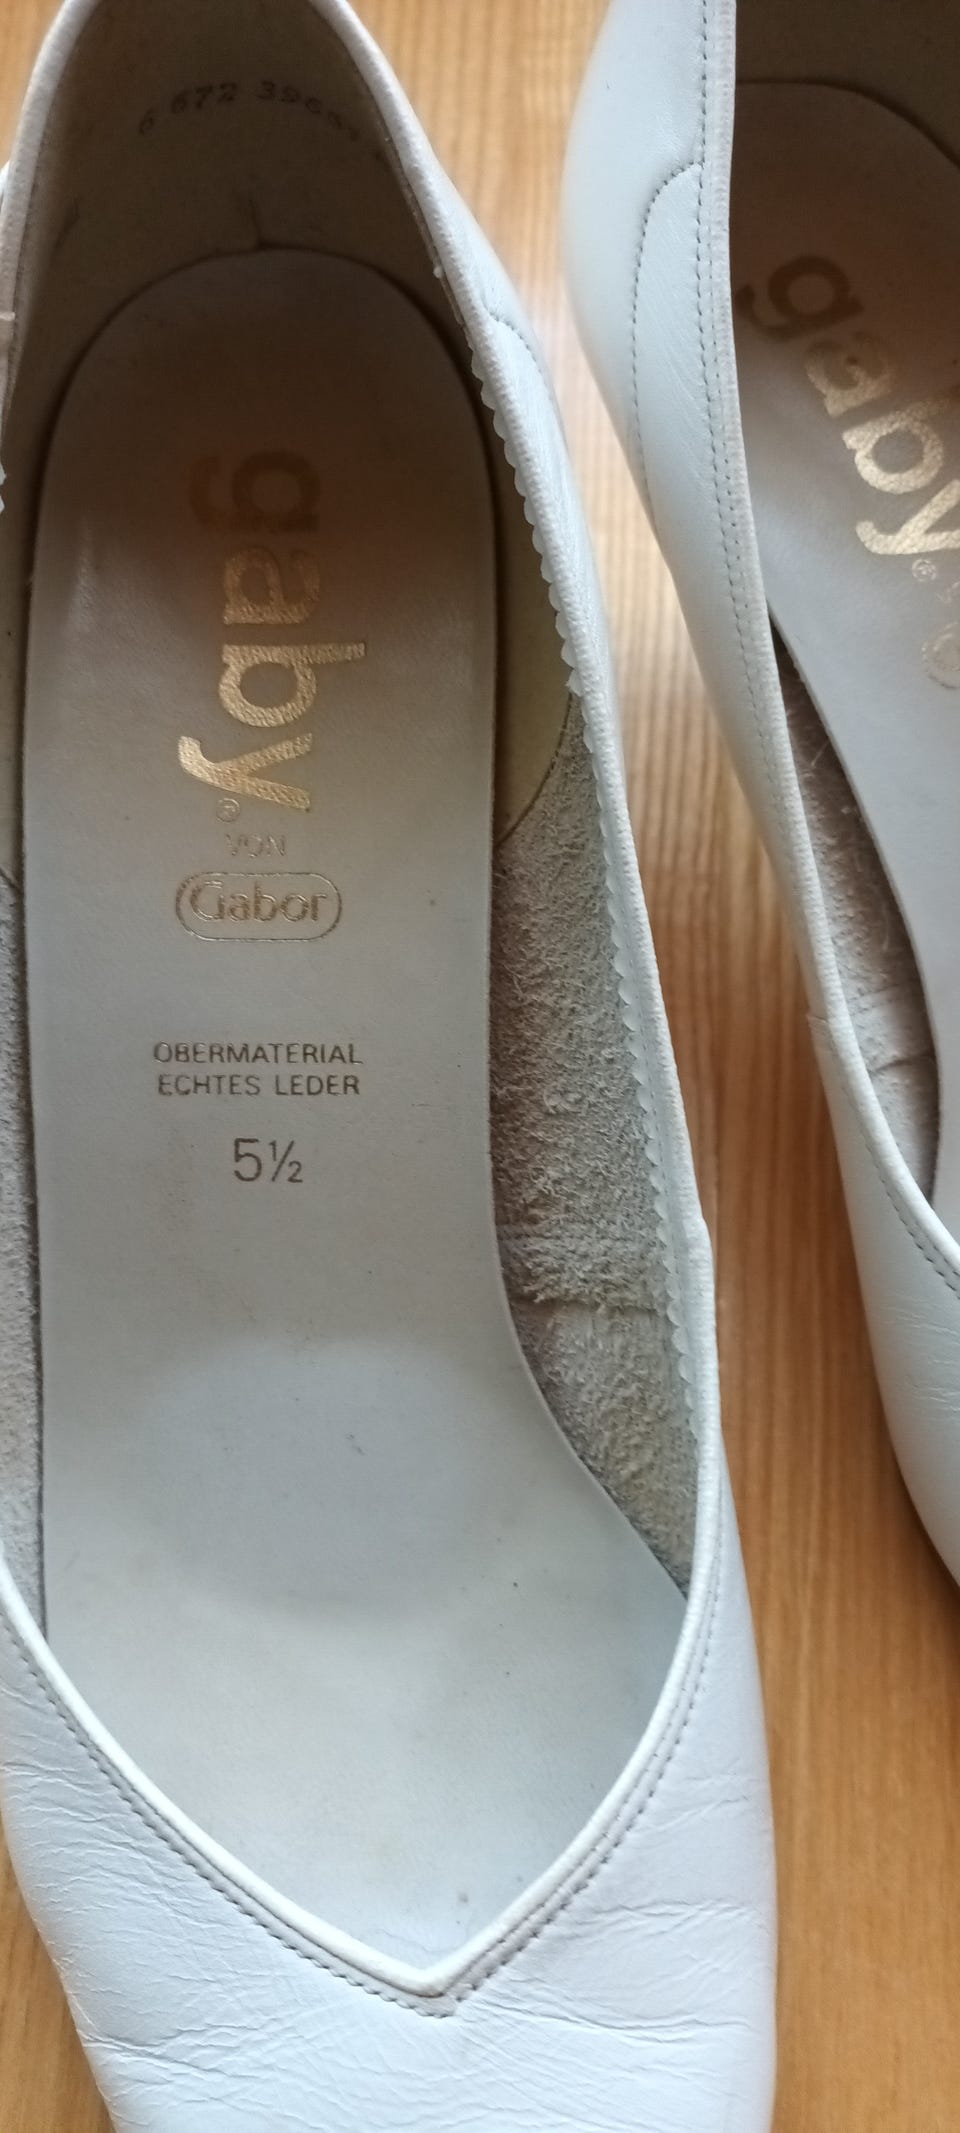 gaby®
VON
Gabor
OBERMATERIAL
ECHTES LEDER
5½
gaby®